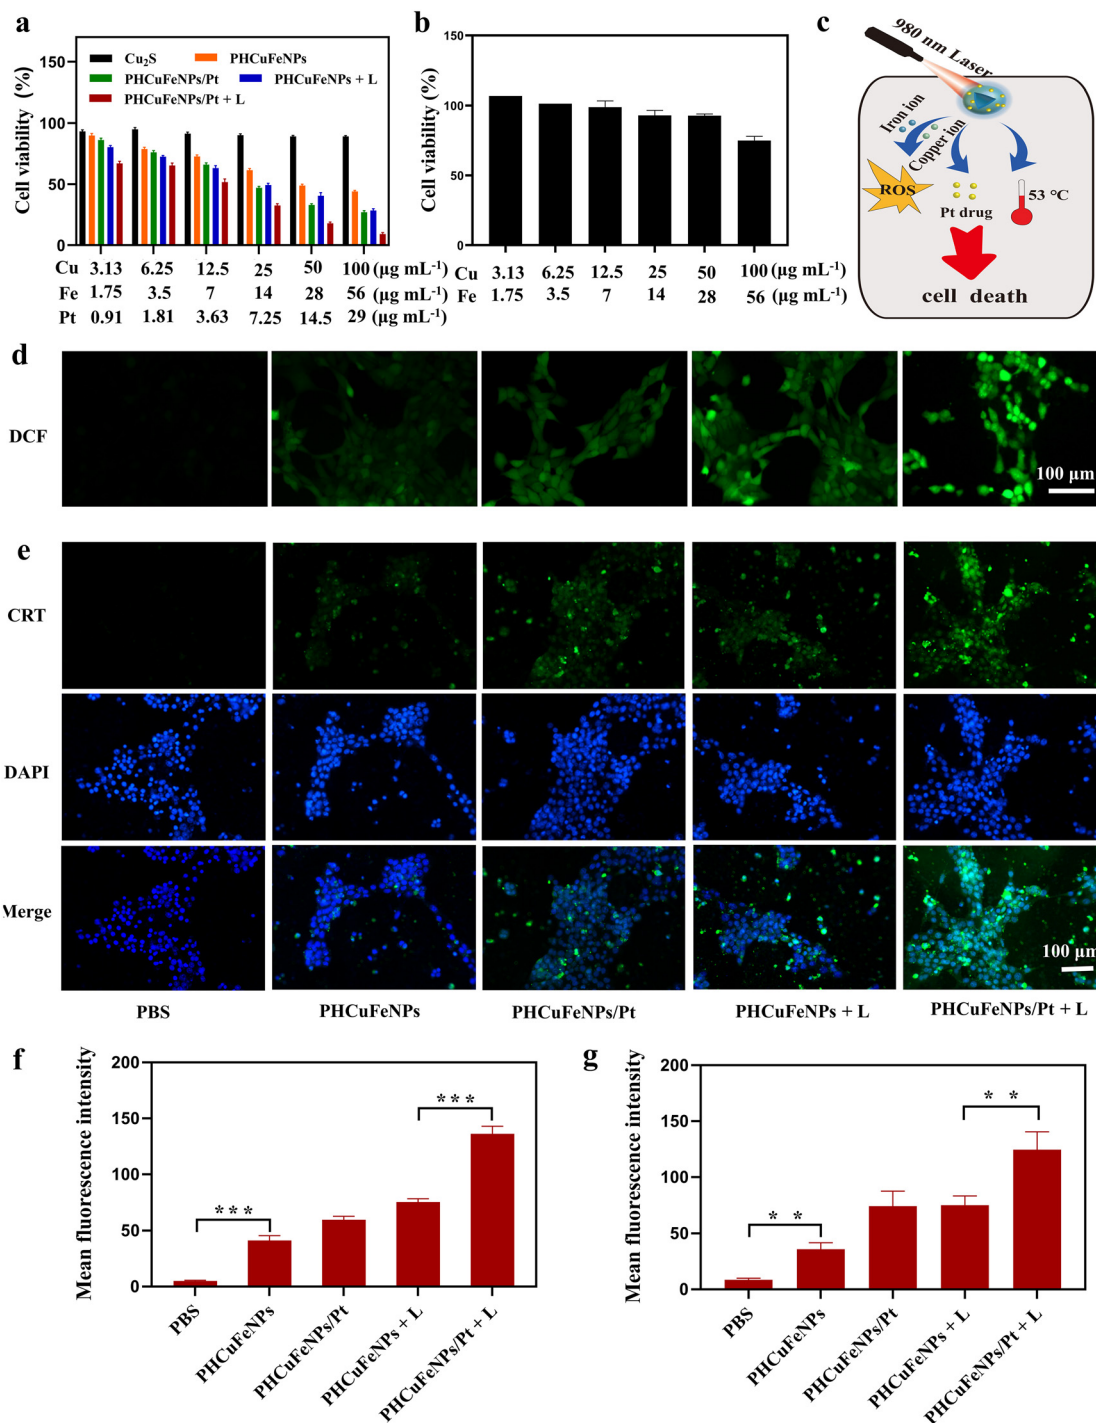 a
Cell viability (%)
150
100
50
0
Cu₂S
PHCuFeNPs
PHCuFeNPs/Pt
PHCuFeNPs + L
PHCuFeNPs/Pt + L
Cu 3.13 6.25 12.5 25 50 100 (μg mL⁻¹)
Fe 1.75 3.5 7 14 28 56 (μg mL⁻¹)
Pt 0.91 1.81 3.63 7.25 14.5 29 (μg mL⁻¹)
b
Cell viability (%)
150
100
50
0
Cu 3.13 6.25 12.5 25 50 100 (μg mL⁻¹)
Fe 1.75 3.5 7 14 28 56 (μg mL⁻¹)
c
980 nm Laser
Iron ion
Copper ion
ROS
Pt drug
53 °C
cell death
d
DCF
100 μm
e
CRT
DAPI
Merge
100 μm
PBS
PHCuFeNPs
PHCuFeNPs/Pt
PHCuFeNPs + L
PHCuFeNPs/Pt + L
f
Mean fluorescence intensity
200
150
100
50
0
***
***
PBS
PHCuFeNPs
PHCuFeNPs/Pt
PHCuFeNPs + L
PHCuFeNPs/Pt + L
g
Mean fluorescence intensity
200
150
100
50
0
* *
* *
PBS
PHCuFeNPs
PHCuFeNPs/Pt
PHCuFeNPs + L
PHCuFeNPs/Pt + L